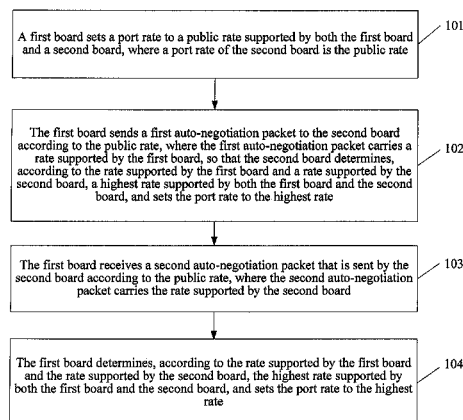 A first board sets a port rate to a public rate supported by both the first board
and a second board, where a port rate of the second board is the public rate
101
The first board sends a first auto-negotiation packet to the second board
according to the public rate, where the first auto-negotiation packet carries a
rate supported by the first board, so that the second board determines,
according to the rate supported by the first board and a rate supported by the
second board, a highest rate supported by both the first board and the second
board, and sets the port rate to the highest rate
102
The first board receives a second auto-negotiation packet that is sent by the
second board according to the public rate, where the second auto-negotiation
packet carries the rate supported by the second board
103
The first board determines, according to the rate supported by the first board
and the rate supported by the second board, the highest rate supported by
both the first board and the second board, and sets the port rate to the highest
rate
104